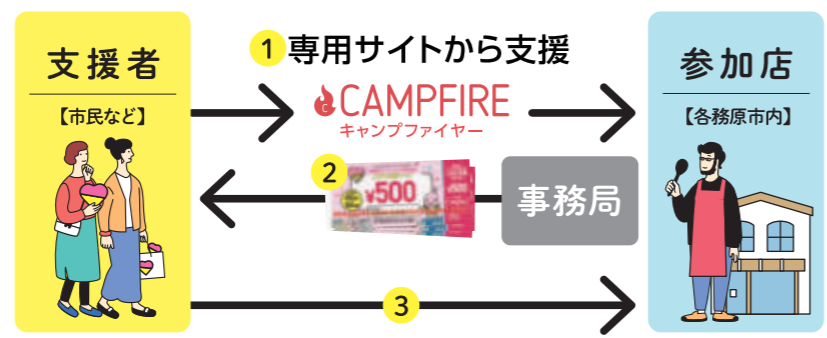 支援者
【市民など】
1 専用サイトから支援
CAMPFIRE
キャンプファイヤー
参加店
【各務原市内】
2
¥500
事務局
3